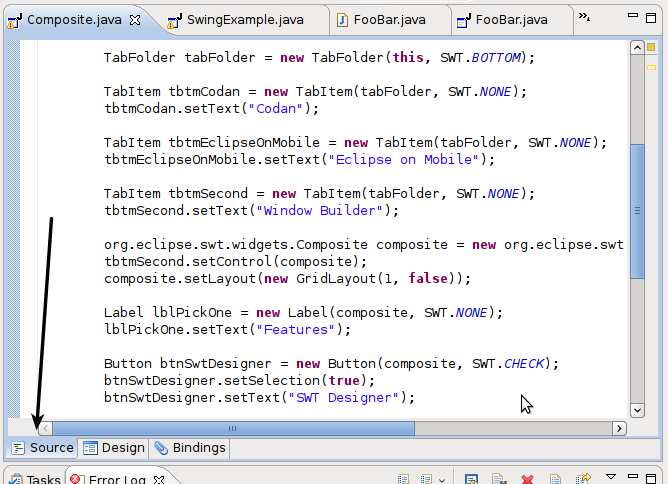 Composite.java SwingExample.java FooBar.java FooBar.java »4
TabFolder tabFolder = new TabFolder(this, SWT.BOTTOM);
TabItem tbtmCodan = new TabItem(tabFolder, SWT.NONE);
tbtmCodan.setText("Codan");
TabItem tbtmEclipseOnMobile = new TabItem(tabFolder, SWT.NONE);
tbtmEclipseOnMobile.setText("Eclipse on Mobile");
TabItem tbtmSecond = new TabItem(tabFolder, SWT.NONE);
tbtmSecond.setText("Window Builder");
org.eclipse.swt.widgets.Composite composite = new org.eclipse.swt
tbtmSecond.setControl(composite);
composite.setLayout(new GridLayout(1, false));
Label lblPickOne = new Label(composite, SWT.NONE);
lblPickOne.setText("Features");
Button btnSwtDesigner = new Button(composite, SWT.CHECK);
btnSwtDesigner.setSelection(true);
btnSwtDesigner.setText("SWT Designer");
Source Design Bindings
Tasks Error Log